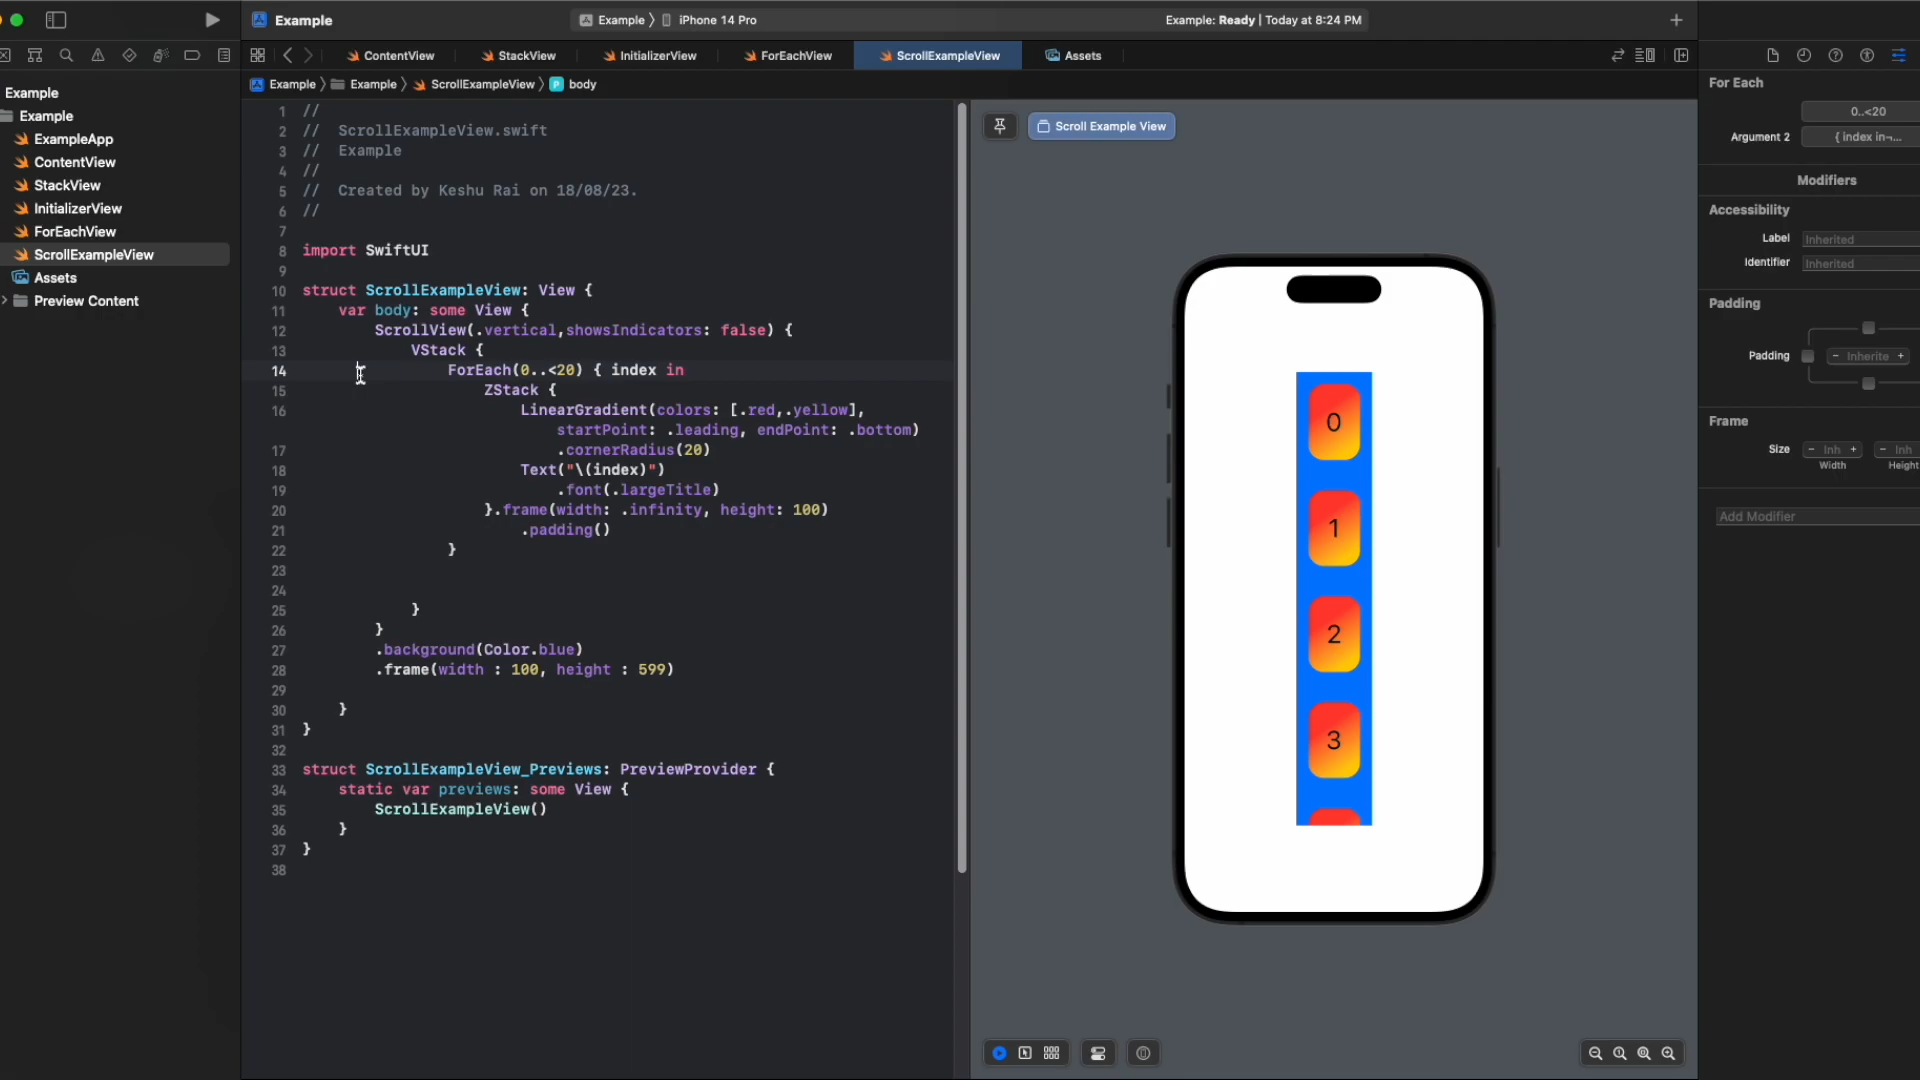 Example
Example
iPhone 14 Pro
Example: Ready | Today at 8:24 PM
ContentView
StackView
InitializerView
ForEachView
ScrollExampleView
Assets
Example
Example
ScrollExampleView
P
body
Example
Example
ExampleApp
ContentView
StackView
InitializerView
ForEachView
ScrollExampleView
Assets
Preview Content
1 //
2 //  ScrollExampleView.swift
3 //  Example
4 //
5 //  Created by Keshu Rai on 18/08/23.
6 //
7
8 import SwiftUI
9
10 struct ScrollExampleView: View {
11     var body: some View {
12         ScrollView(.vertical,showsIndicators: false) {
13             VStack {
14                 ForEach(0..<20) { index in
15                     ZStack {
16                         LinearGradient(colors: [.red,.yellow],
startPoint: .leading, endPoint: .bottom)
17                             .cornerRadius(20)
18                         Text("\(index)")
19                             .font(.largeTitle)
20                     }.frame(width: .infinity, height: 100)
21                         .padding()
22                 }
23
24
25             }
26         }
27         .background(Color.blue)
28         .frame(width : 100, height : 599)
29
30     }
31 }
32
33 struct ScrollExampleView_Previews: PreviewProvider {
34     static var previews: some View {
35         ScrollExampleView()
36     }
37 }
38
Scroll Example View
0
1
2
3
For Each
0..<20
Argument 2 { index in¬...
Modifiers
Accessibility
Label Inherited
Identifier Inherited
Padding
Padding - Inherite +
Frame
Size - Inh + - Inh
Width Height
Add Modifier